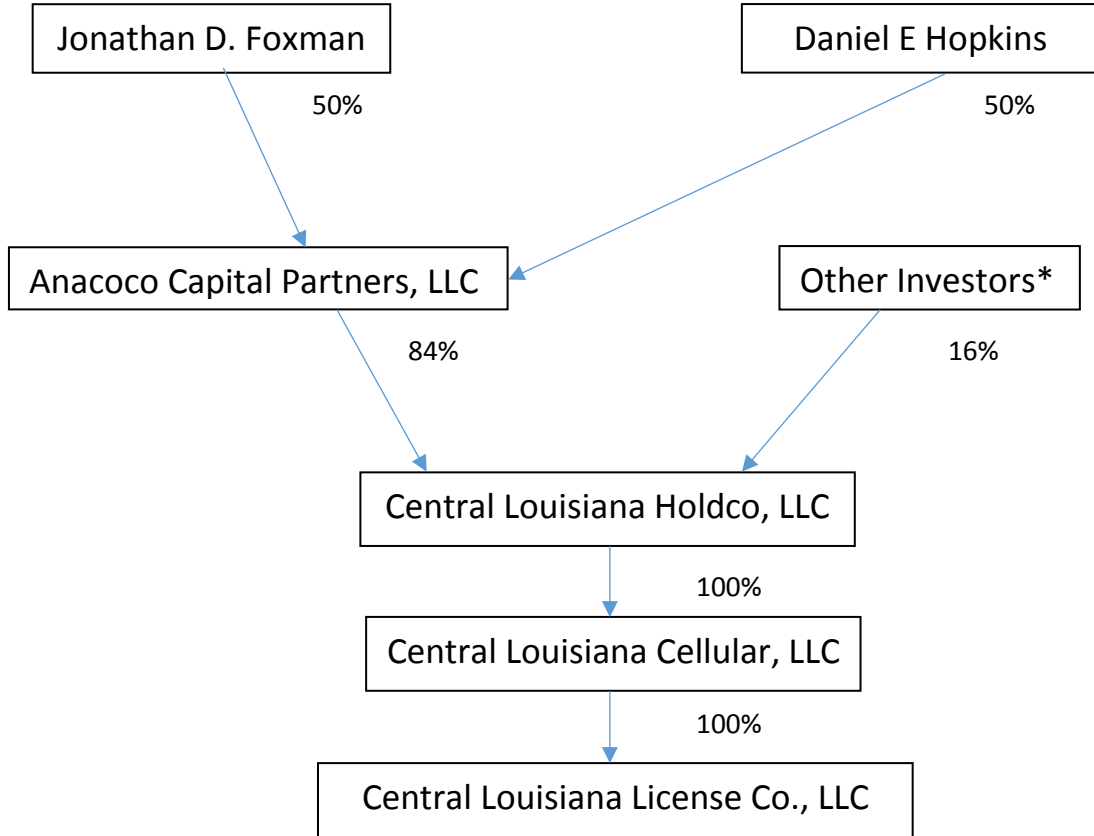 Jonathan D. Foxman
Daniel E Hopkins
50%
50%
Anacoco Capital Partners, LLC
Other Investors*
84%
16%
Central Louisiana Holdco, LLC
100%
Central Louisiana Cellular, LLC
100%
Central Louisiana License Co., LLC